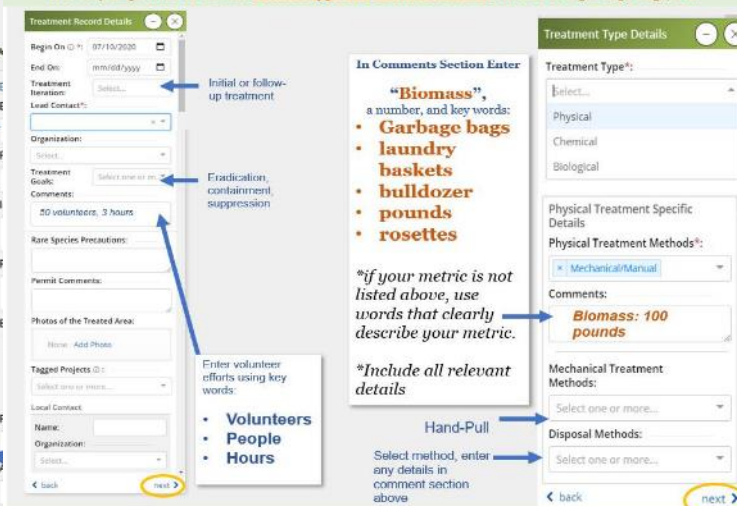 Treatment Record Details
Begin On ⓘ *: 07/10/2020
End On: mm/dd/yyyy
Treatment
Iteration: Select...
Lead Contact*:
Organization:
Select...
Treatment
Goals: Select one or m...
Comments:
50 volunteers, 3 hours
Rare Species Precautions:
Permit Comments:
Photos of the Treated Area:
None Add Photo
Tagged Projects ⓘ:
Select one or more...
Local Contact
Name:
Organization:
Select...
back
next
Initial or follow-
up treatment
Eradication,
containment,
suppression
Enter volunteer
efforts using key
words:
• Volunteers
• People
• Hours
In Comments Section Enter
“Biomass”,
a number, and key words:
• Garbage bags
• laundry
baskets
• bulldozer
• pounds
• rosettes
*if your metric is not
listed above, use
words that clearly
describe your metric.
*Include all relevant
details
Hand-Pull
Select method, enter
any details in
comment section
above
Treatment Type Details
Treatment Type*:
Select...
Physical
Chemical
Biological
Physical Treatment Specific
Details
Physical Treatment Methods*:
× Mechanical/Manual
Comments:
Biomass: 100
pounds
Mechanical Treatment
Methods:
Select one or more...
Disposal Methods:
Select one or more...
back
next